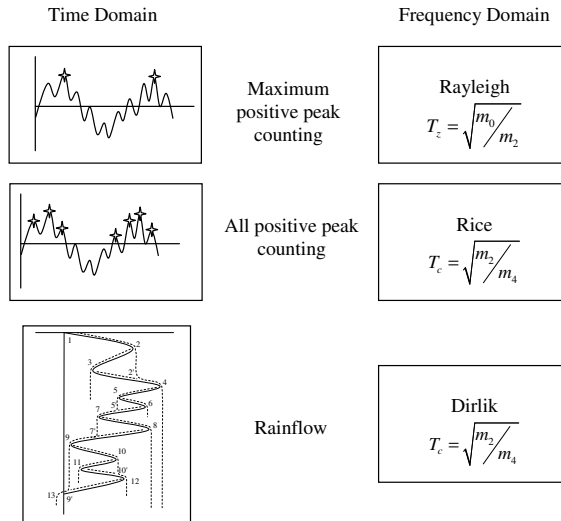 Time Domain
Frequency Domain
Maximum
positive peak
counting
Rayleigh
T_z = √(m_0/m_2)
All positive peak
counting
Rice
T_c = √(m_2/m_4)
1
2
3
2'
4
5
5'
6
7
7'
8
9
10
11
10'
12
13
9'
Rainflow
Dirlik
T_c = √(m_2/m_4)